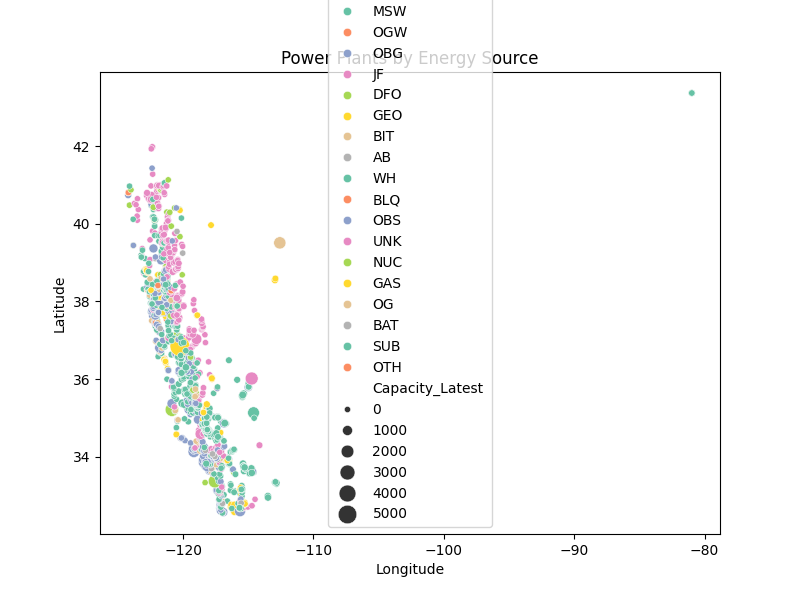 Power Plants by Energy Source
MSW
OGW
OBG
JF
DFO
GEO
BIT
AB
WH
BLQ
OBS
UNK
NUC
GAS
OG
BAT
SUB
OTH
Capacity_Latest
0
1000
2000
3000
4000
5000
42
40
38
36
34
Latitude
−120
−110
−100
−90
−80
Longitude